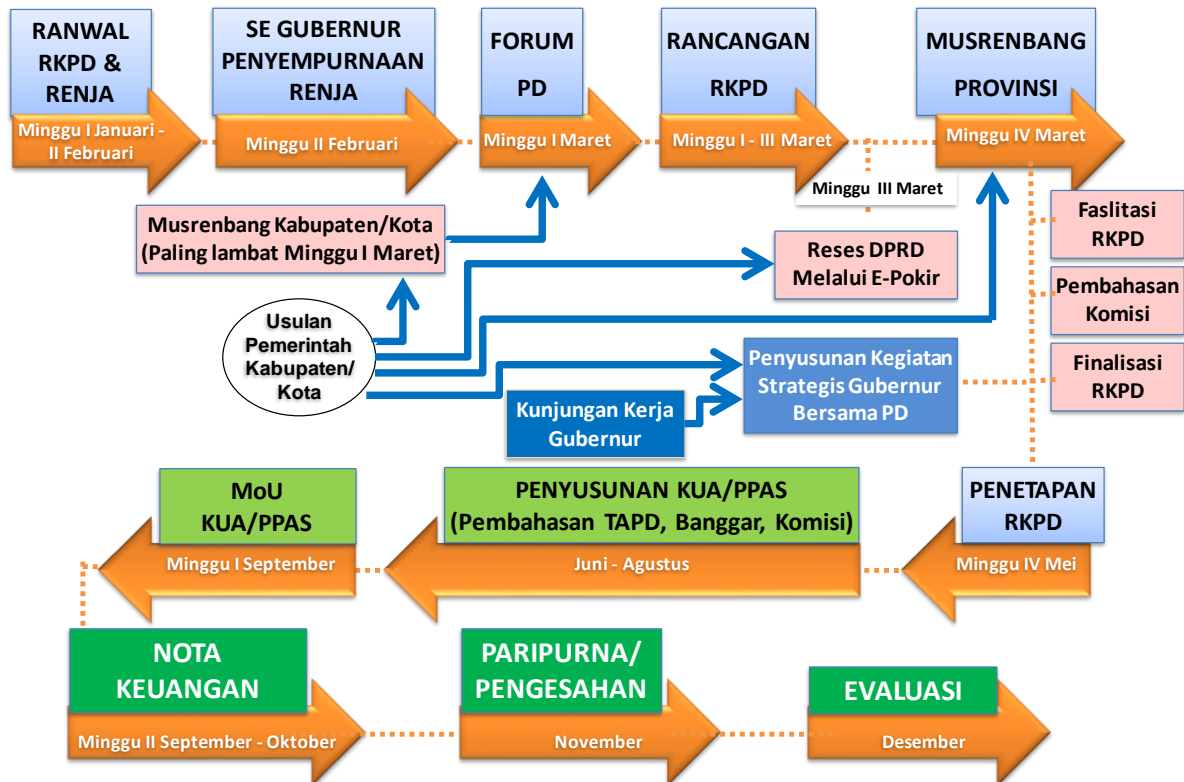 RANWAL
RKPD &
RENJA
Minggu I Januari -
II Februari
SE GUBERNUR
PENYEMPURNAAN
RENJA
Minggu II Februari
FORUM
PD
Minggu I Maret
RANCANGAN
RKPD
Minggu I - III Maret
MUSRENBANG
PROVINSI
Minggu IV Maret
Minggu III Maret
Musrenbang Kabupaten/Kota
(Paling lambat Minggu I Maret)
Reses DPRD
Melalui E-Pokir
Faslitasi
RKPD
Pembahasan
Komisi
Finalisasi
RKPD
Usulan
Pemerintah
Kabupaten/
Kota
Kunjungan Kerja
Gubernur
Penyusunan Kegiatan
Strategis Gubernur
Bersama PD
MoU
KUA/PPAS
Minggu I September
PENYUSUNAN KUA/PPAS
(Pembahasan TAPD, Banggar, Komisi)
Juni - Agustus
PENETAPAN
RKPD
Minggu IV Mei
NOTA
KEUANGAN
Minggu II September - Oktober
PARIPURNA/
PENGESAHAN
November
EVALUASI
Desember